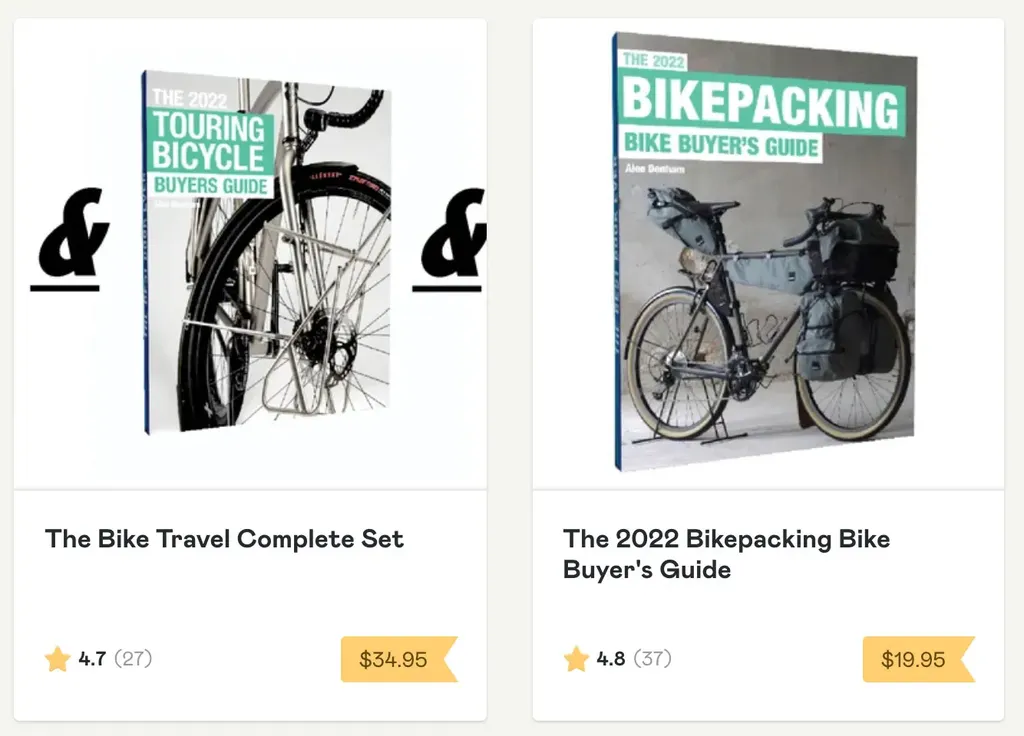 &
THE 2022
TOURING
BICYCLE
BUYERS GUIDE
&
The Bike Travel Complete Set
4.7 (27)
$34.95
THE 2022
BIKEPACKING
BIKE BUYER'S GUIDE
Alee Denham
The 2022 Bikepacking Bike
Buyer's Guide
4.8 (37)
$19.95